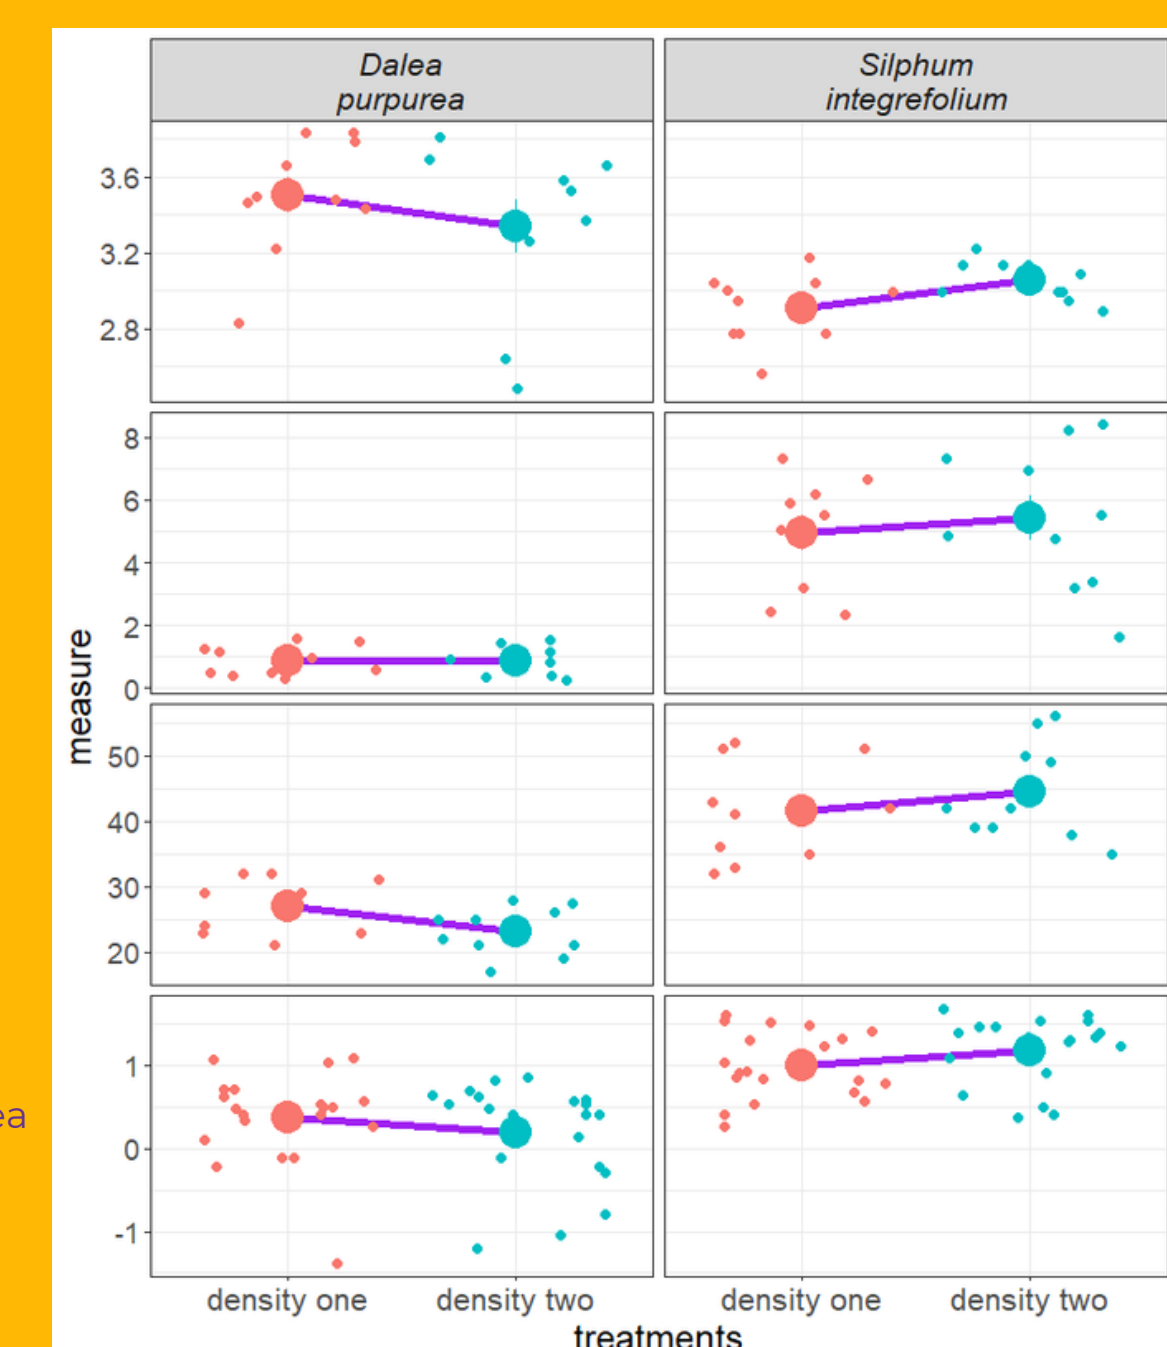 Dalea
purpurea
Silphum
integrefolium
3.6
3.2
2.8
8
6
4
2
0
measure
50
40
30
20
ea
1
0
-1
density one
density two
density one
density two
treatments